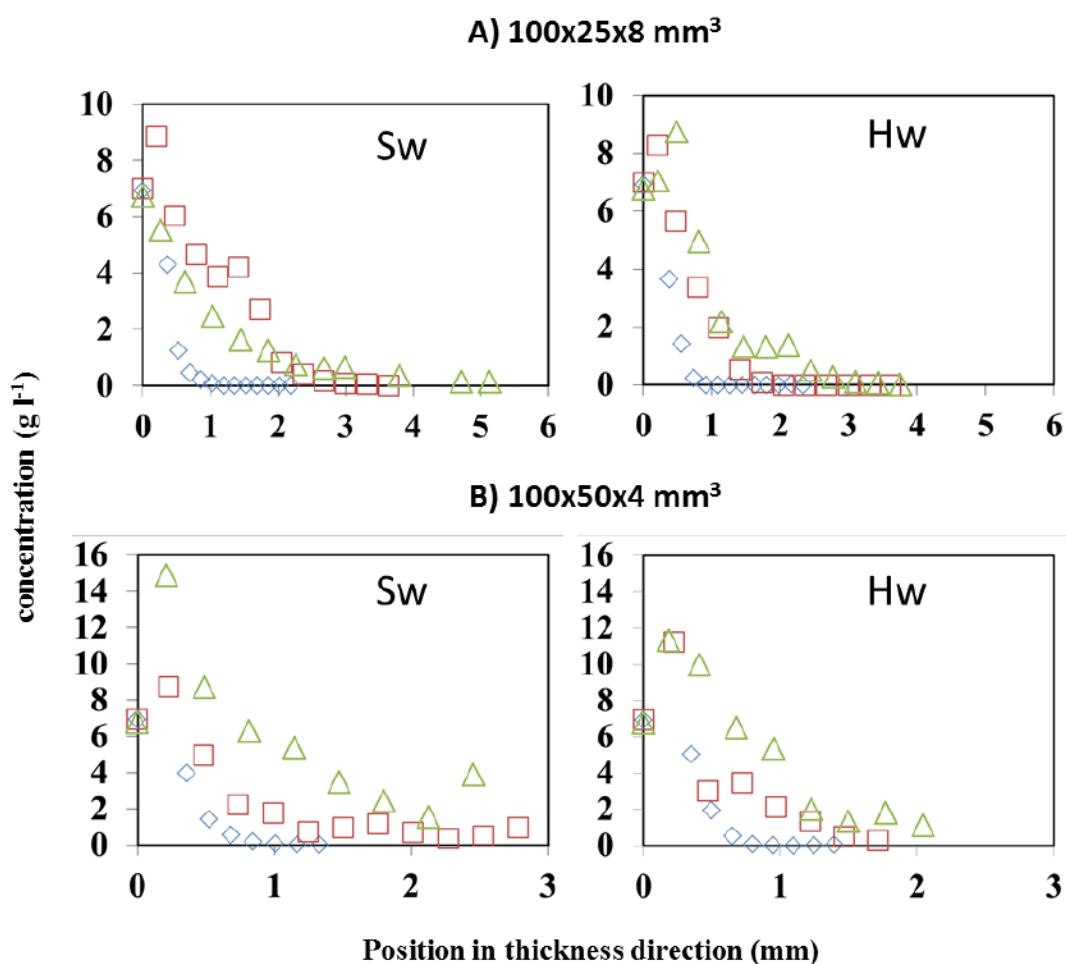 A) 100x25x8 mm³
10
8
6
4
2
0
Sw
0 1 2 3 4 5 6
10
8
6
4
2
0
Hw
0 1 2 3 4 5 6
concentration (g l⁻¹)
B) 100x50x4 mm³
16
14
12
10
8
6
4
2
0
Sw
0 1 2 3
16
14
12
10
8
6
4
2
0
Hw
0 1 2 3
Position in thickness direction (mm)